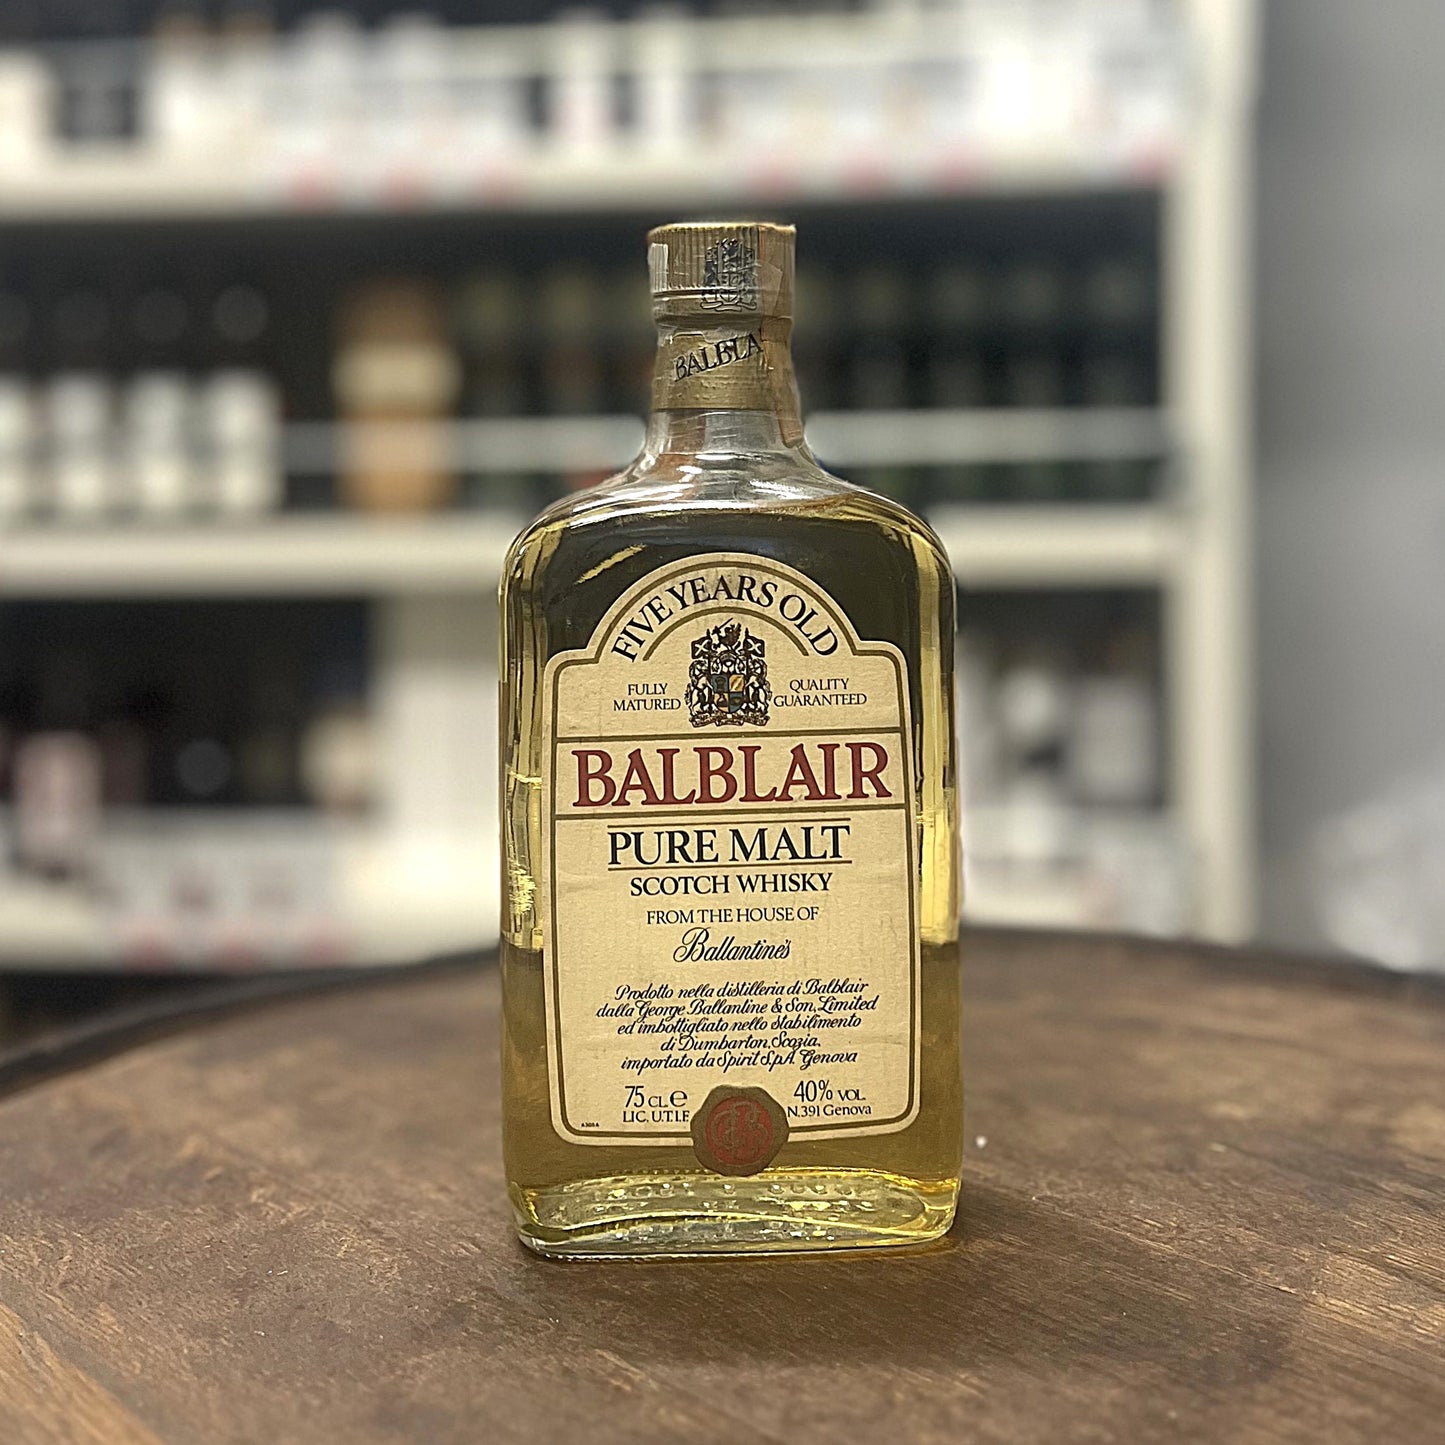 BALBLA
FIVE YEARS OLD
FULLY
MATURED
QUALITY
GUARANTEED
BALBLAIR
PURE MALT
SCOTCH WHISKY
FROM THE HOUSE OF
Ballantine's
Prodotto nella distilleria di Balblair
dalla George Ballantine & Son, Limited
ed imbottigliato nello stabilimento
di Dumbarton, Scozia,
importato da Spirit S.p.A. Genova
75 CL. e
LIC. U.T.I.F.
40% VOL.
N.391 Genova